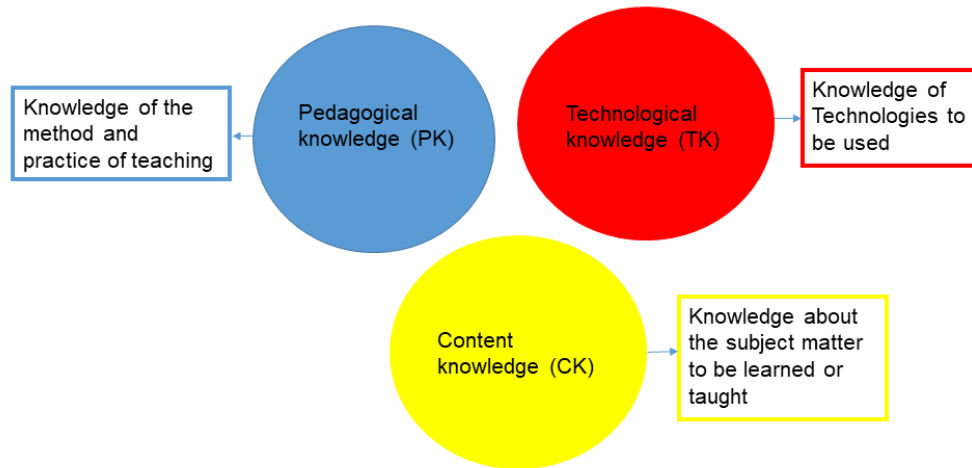 Knowledge of the
method and
practice of teaching
Pedagogical
knowledge (PK)
Technological
knowledge (TK)
Knowledge of
Technologies to
be used
Content
knowledge (CK)
Knowledge about
the subject matter
to be learned or
taught